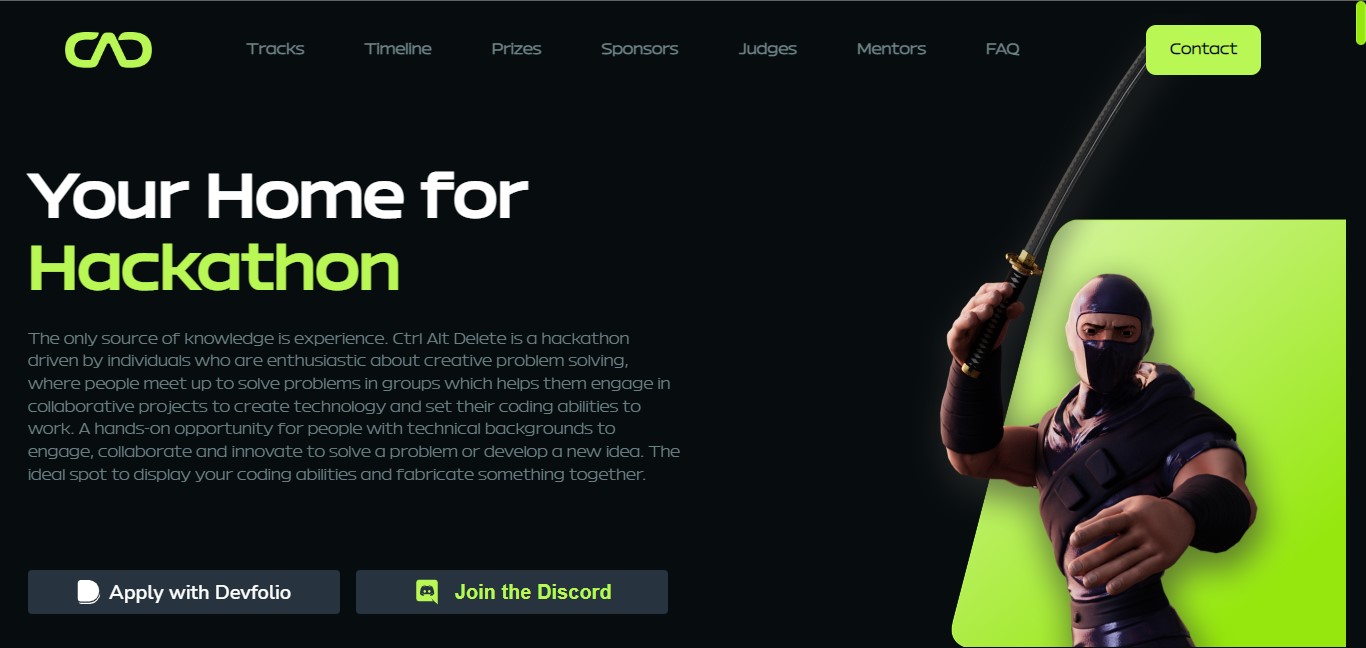 CAD
Tracks Timeline Prizes Sponsors Judges Mentors FAQ Contact
Your Home for
Hackathon
The only source of knowledge is experience. Ctrl Alt Delete is a hackathon
driven by individuals who are enthusiastic about creative problem solving,
where people meet up to solve problems in groups which helps them engage in
collaborative projects to create technology and set their coding abilities to
work. A hands-on opportunity for people with technical backgrounds to
engage, collaborate and innovate to solve a problem or develop a new idea. The
ideal spot to display your coding abilities and fabricate something together.
Apply with Devfolio Join the Discord